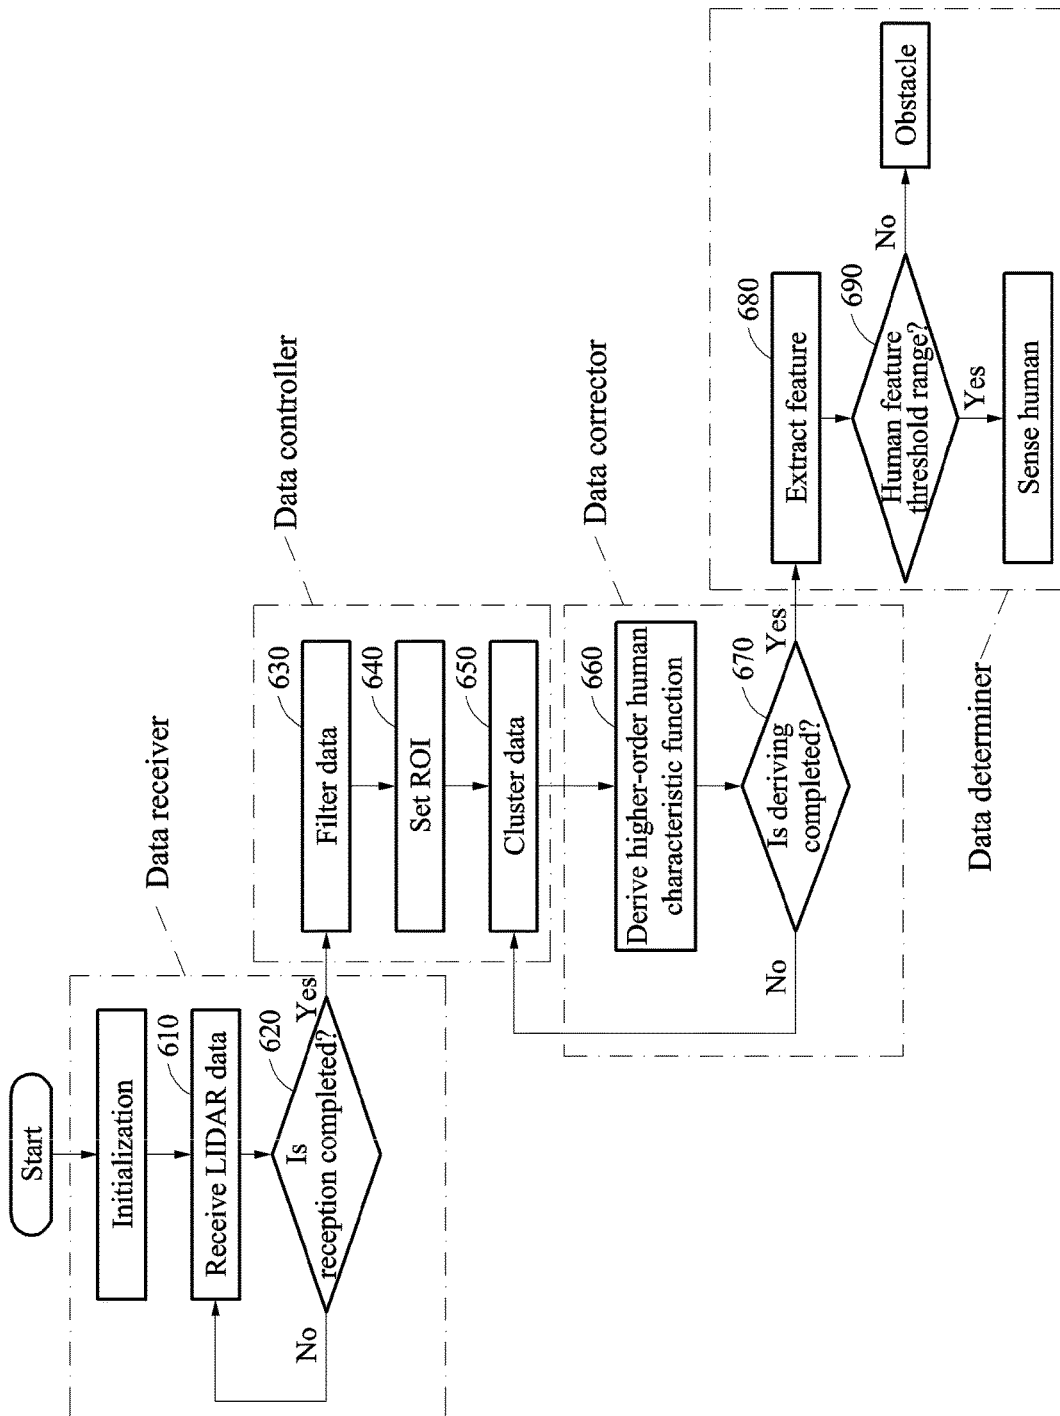 Start
Initialization
610
Receive LIDAR data
620
Is
reception completed?
No
Yes
Data receiver
630
Filter data
640
Set ROI
650
Cluster data
Data controller
660
Derive higher-order human
characteristic function
670
Is deriving
completed?
No
Yes
Data corrector
680
Extract feature
690
Human feature
threshold range?
No
Obstacle
Yes
Sense human
Data determiner